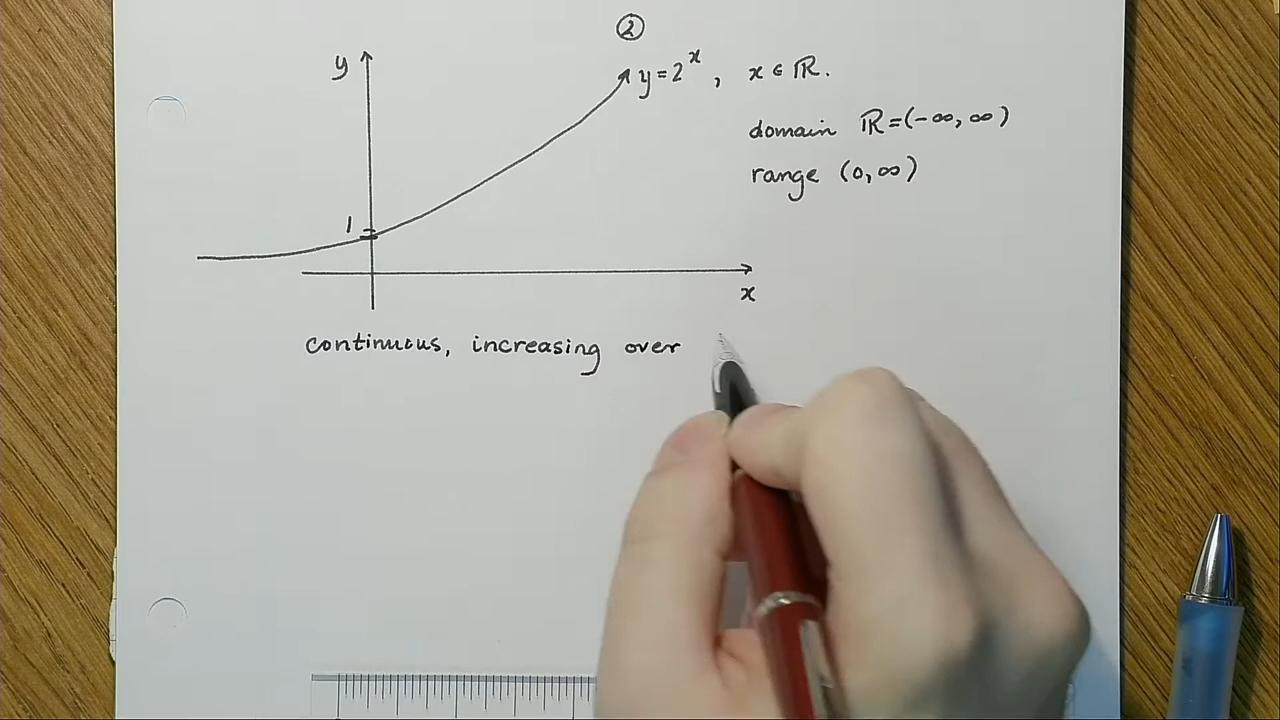 ②
y
y=2^x, x∈ℝ.
domain ℝ=(-∞,∞)
range (0,∞)
1
x
continuous, increasing over